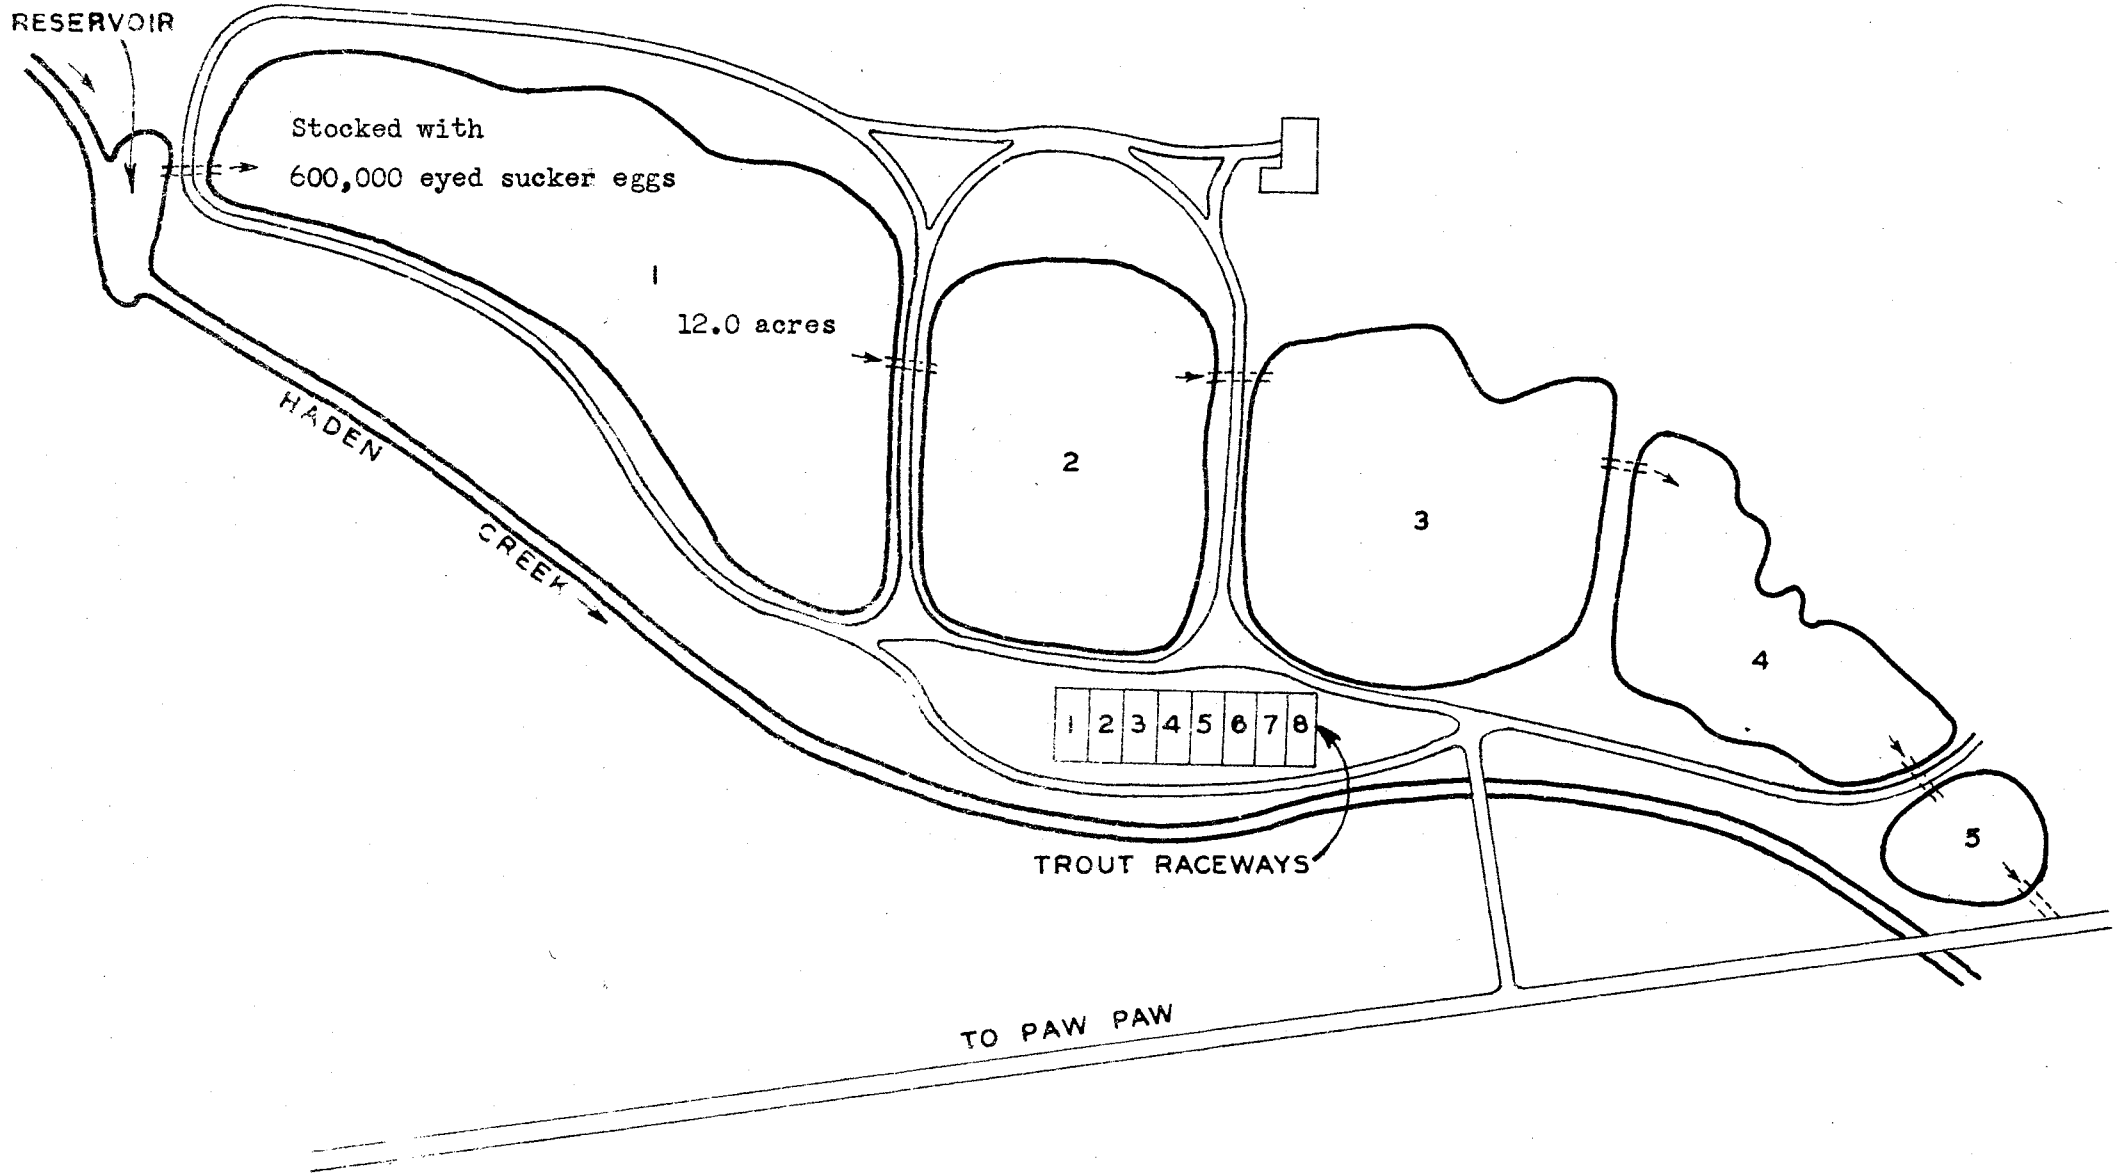 RESERVOIR
Stocked with
600,000 eyed sucker eggs
1
12.0 acres
HADEN
CREEK
2
3
4
5
1 2 3 4 5 6 7 8
TROUT RACEWAYS
TO PAW PAW